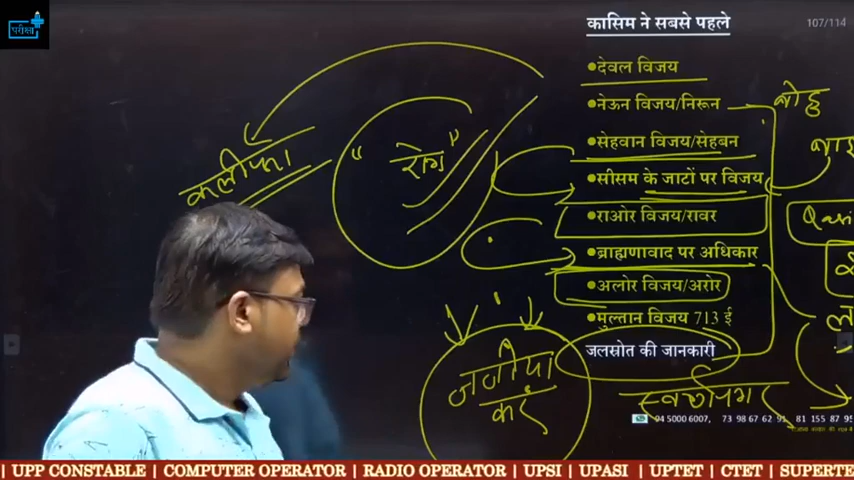 परीक्षा
107/114
कासिम ने सबसे पहले
•देवल विजय
•नेऊन विजय/निरून
•सेहवान विजय/सेहबन
•सीसम के जाटों पर विजय
•राओर विजय/रावर
•ब्राह्मणावाद पर अधिकार
•अलोर विजय/अरोर
•मुल्तान विजय 713 ई
जलस्रोत की जानकारी
खलीफा
" रोग "
जजीया
कर
स्वर्णनगर
| UPP CONSTABLE | COMPUTER OPERATOR | RADIO OPERATOR | UPSI | UPASI | UPTET | CTET | SUPERTE